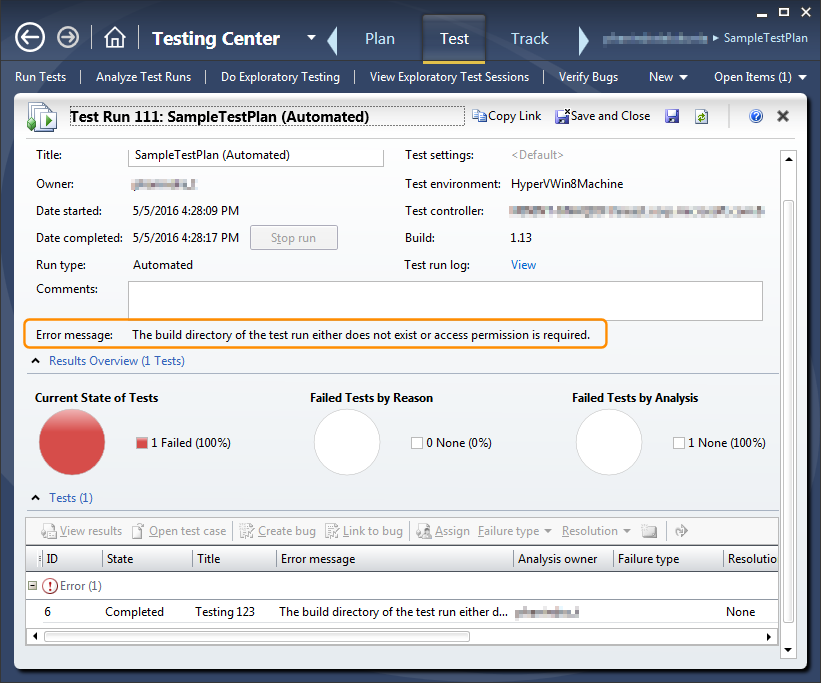 Testing Center Plan Test Track SampleTestPlan
Run Tests Analyze Test Runs Do Exploratory Testing View Exploratory Test Sessions Verify Bugs New Open Items (1)
Test Run 111: SampleTestPlan (Automated) Copy Link Save and Close
Title: SampleTestPlan (Automated) Test settings: <Default>
Owner: Test environment: HyperVWin8Machine
Date started: 5/5/2016 4:28:09 PM Test controller:
Date completed: 5/5/2016 4:28:17 PM Stop run Build: 1.13
Run type: Automated Test run log: View
Comments:
Error message: The build directory of the test run either does not exist or access permission is required.
Results Overview (1 Tests)
Current State of Tests Failed Tests by Reason Failed Tests by Analysis
1 Failed (100%) 0 None (0%) 1 None (100%)
Tests (1)
View results Open test case Create bug Link to bug Assign Failure type Resolution
ID State Title Error message Analysis owner Failure type Resolutio
Error (1)
6 Completed Testing 123 The build directory of the test run either d... None